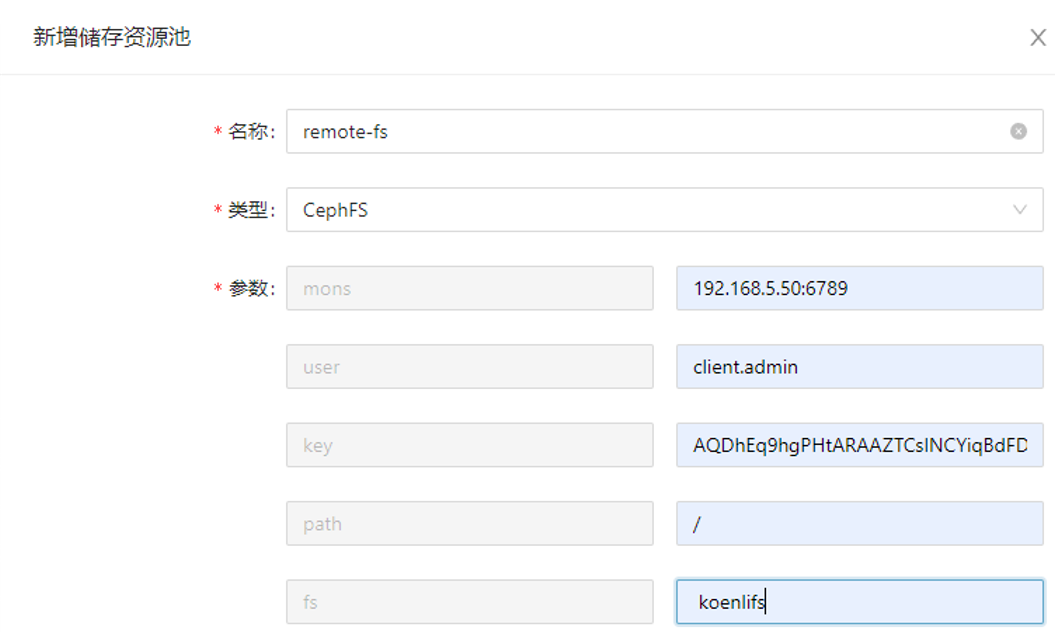 新增储存资源池
* 名称: remote-fs
* 类型: CephFS
* 参数: mons 192.168.5.50:6789
user client.admin
key AQDhEq9hgPHtARAAZTCsINCYiqBdFD
path /
fs koenlifs